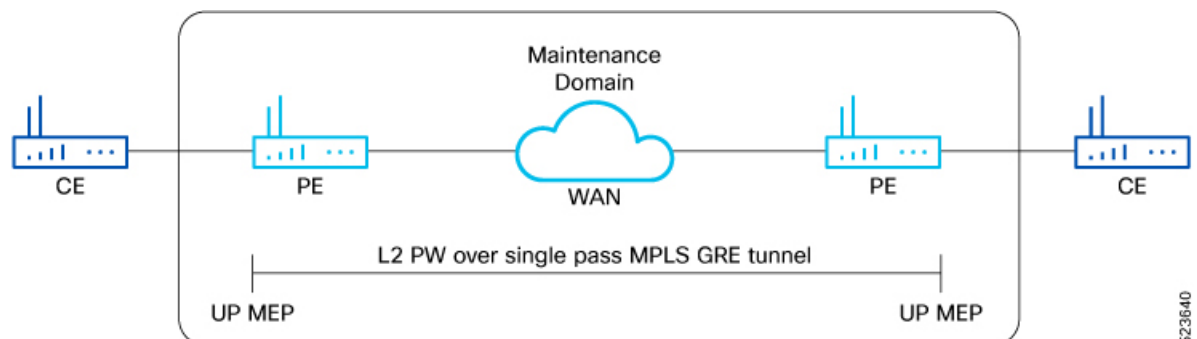 Maintenance
Domain
CE
PE
WAN
PE
CE
L2 PW over single pass MPLS GRE tunnel
UP MEP
UP MEP